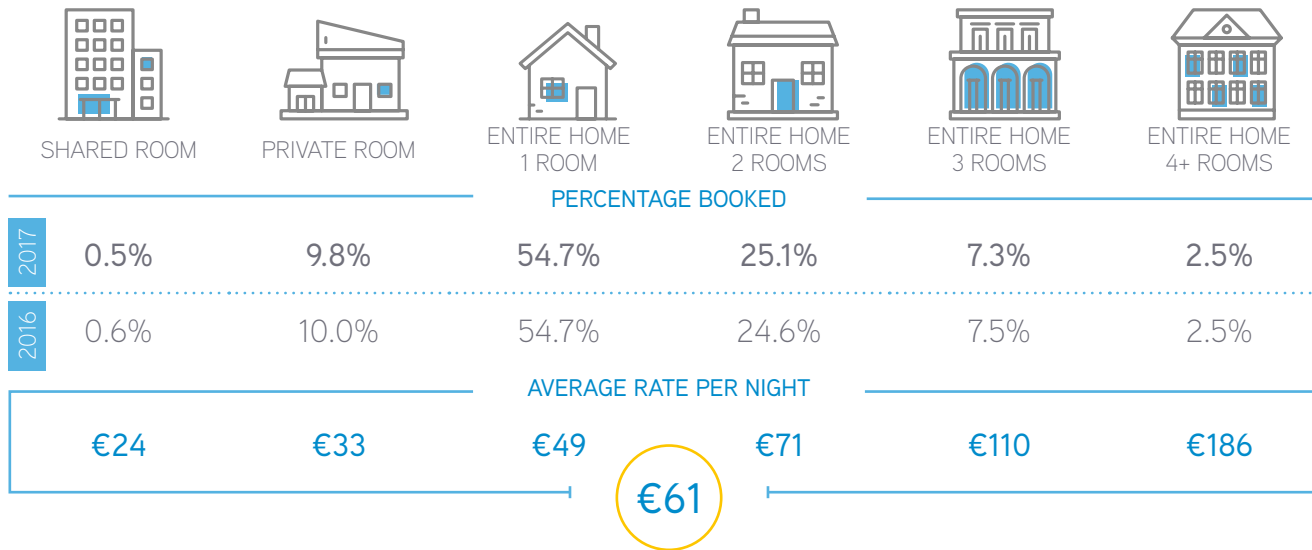 SHARED ROOM
PRIVATE ROOM
ENTIRE HOME
1 ROOM
ENTIRE HOME
2 ROOMS
ENTIRE HOME
3 ROOMS
ENTIRE HOME
4+ ROOMS
PERCENTAGE BOOKED
2017
0.5% 9.8% 54.7% 25.1% 7.3% 2.5%
2016
0.6% 10.0% 54.7% 24.6% 7.5% 2.5%
AVERAGE RATE PER NIGHT
€24 €33 €49 €71 €110 €186
€61